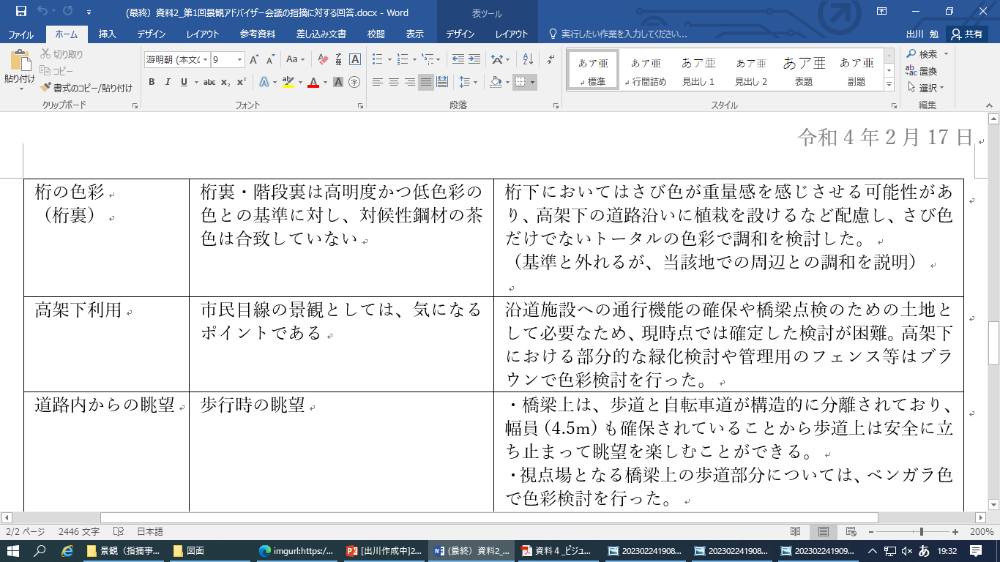 (最終）資料2_第1回景観アドバイザー会議の指摘に対する回答.docx - Word
表ツール
ファイル ホーム 挿入 デザイン レイアウト 参考資料 差し込み文書 校閲 表示 デザイン レイアウト 実行したい作業を入力してください... 出川 勉 共有
貼り付け
切り取り
コピー
書式のコピー/貼り付け
クリップボード
游明朝 (本文(
9
フォント
段落
あア亜 あア亜 あア亜 あア亜 あア亜 あア亜
標準 行間詰め 見出し 1 見出し 2 表題 副題
スタイル
検索
置換
選択
編集
令和 4 年 2 月 17 日
桁の色彩
（桁裏）
桁裏・階段裏は高明度かつ低色彩の
色との基準に対し、対候性鋼材の茶
色は合致していない
桁下においてはさび色が重量感を感じさせる可能性があ
り、高架下の道路沿いに植栽を設けるなど配慮し、さび色
だけでないトータルの色彩で調和を検討した。
（基準と外れるが、当該地での周辺との調和を説明）
高架下利用
市民目線の景観としては、気になる
ポイントである
沿道施設への通行機能の確保や橋梁点検のための土地と
して必要なため、現時点では確定した検討が困難。高架下
における部分的な緑化検討や管理用のフェンス等はブラ
ウンで色彩検討を行った。
道路内からの眺望
歩行時の眺望
・橋梁上は、歩道と自転車道が構造的に分離されており、
幅員 (4.5m) も確保されていることから歩道上は安全に立
ち止まって眺望を楽しむことができる。
・視点場となる橋梁上の歩道部分については、ベンガラ色
で色彩検討を行った。
2/2 ページ 2446 文字 日本語 200%
景観（指摘事... 図面 imgurl:https:/... [出川作成中]2... (最終）資料2_... 資料４_ビジュ... 202302241908... 202302241908... 202302241909... あ 19:32